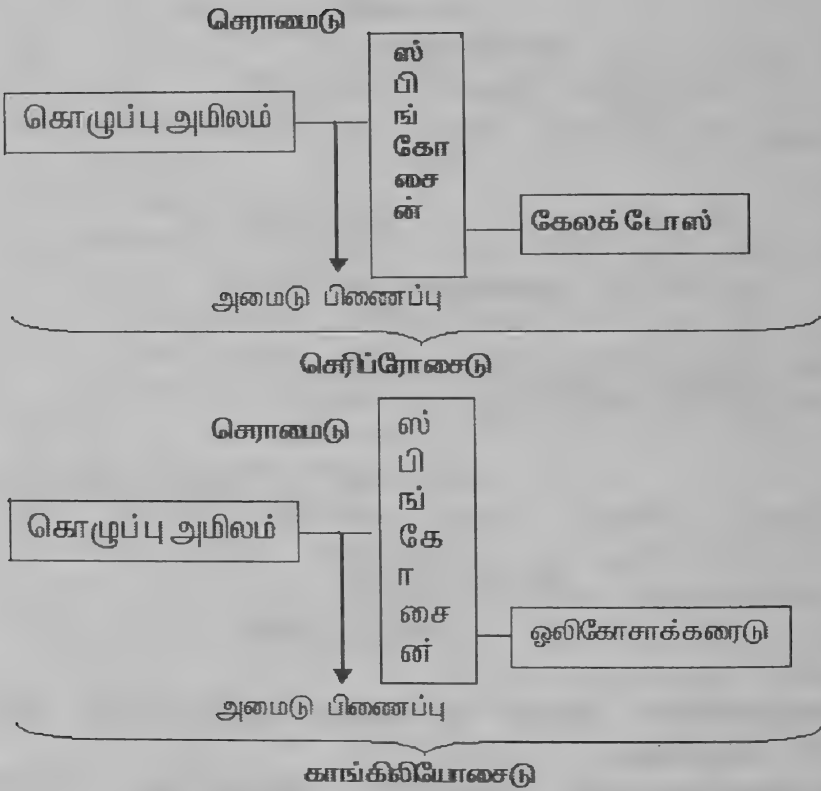 செராமைடு
ஸ்
பி
ங்
கோ
சை
ன்
கொழுப்பு அமிலம்
கேலக் டோஸ்
அமைடு பிணைப்பு
செரிப்ரோசைடு
செராமைடு
ஸ்
பி
ங்
கே
ா
சை
ன்
கொழுப்பு அமிலம்
ஒலிகோசாக்கரைடு
அமைடு பிணைப்பு
காங்கிலியோசைடு